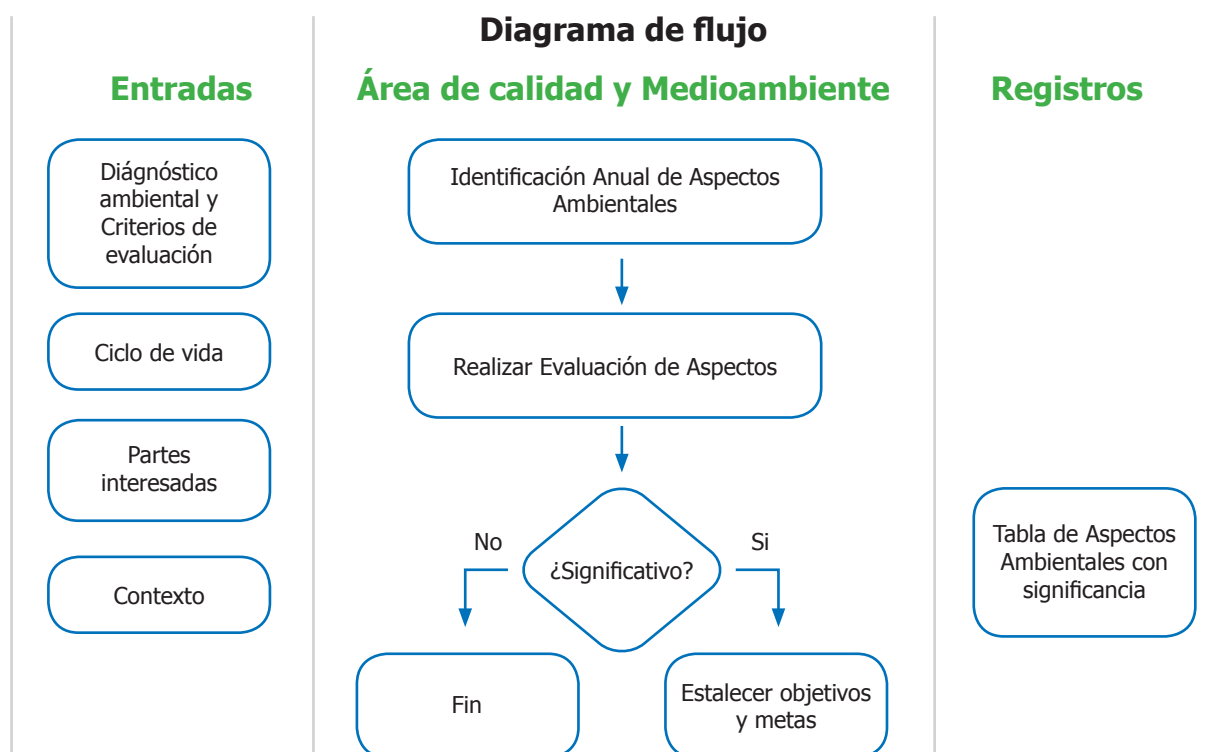 Diagrama de flujo
Entradas
Área de calidad y Medioambiente
Registros
Diágnóstico
ambiental y
Criterios de
evaluación
Ciclo de vida
Partes
interesadas
Contexto
Identificación Anual de Aspectos
Ambientales
Realizar Evaluación de Aspectos
¿Significativo?
No
Si
Fin
Estalecer objetivos
y metas
Tabla de Aspectos
Ambientales con
significancia